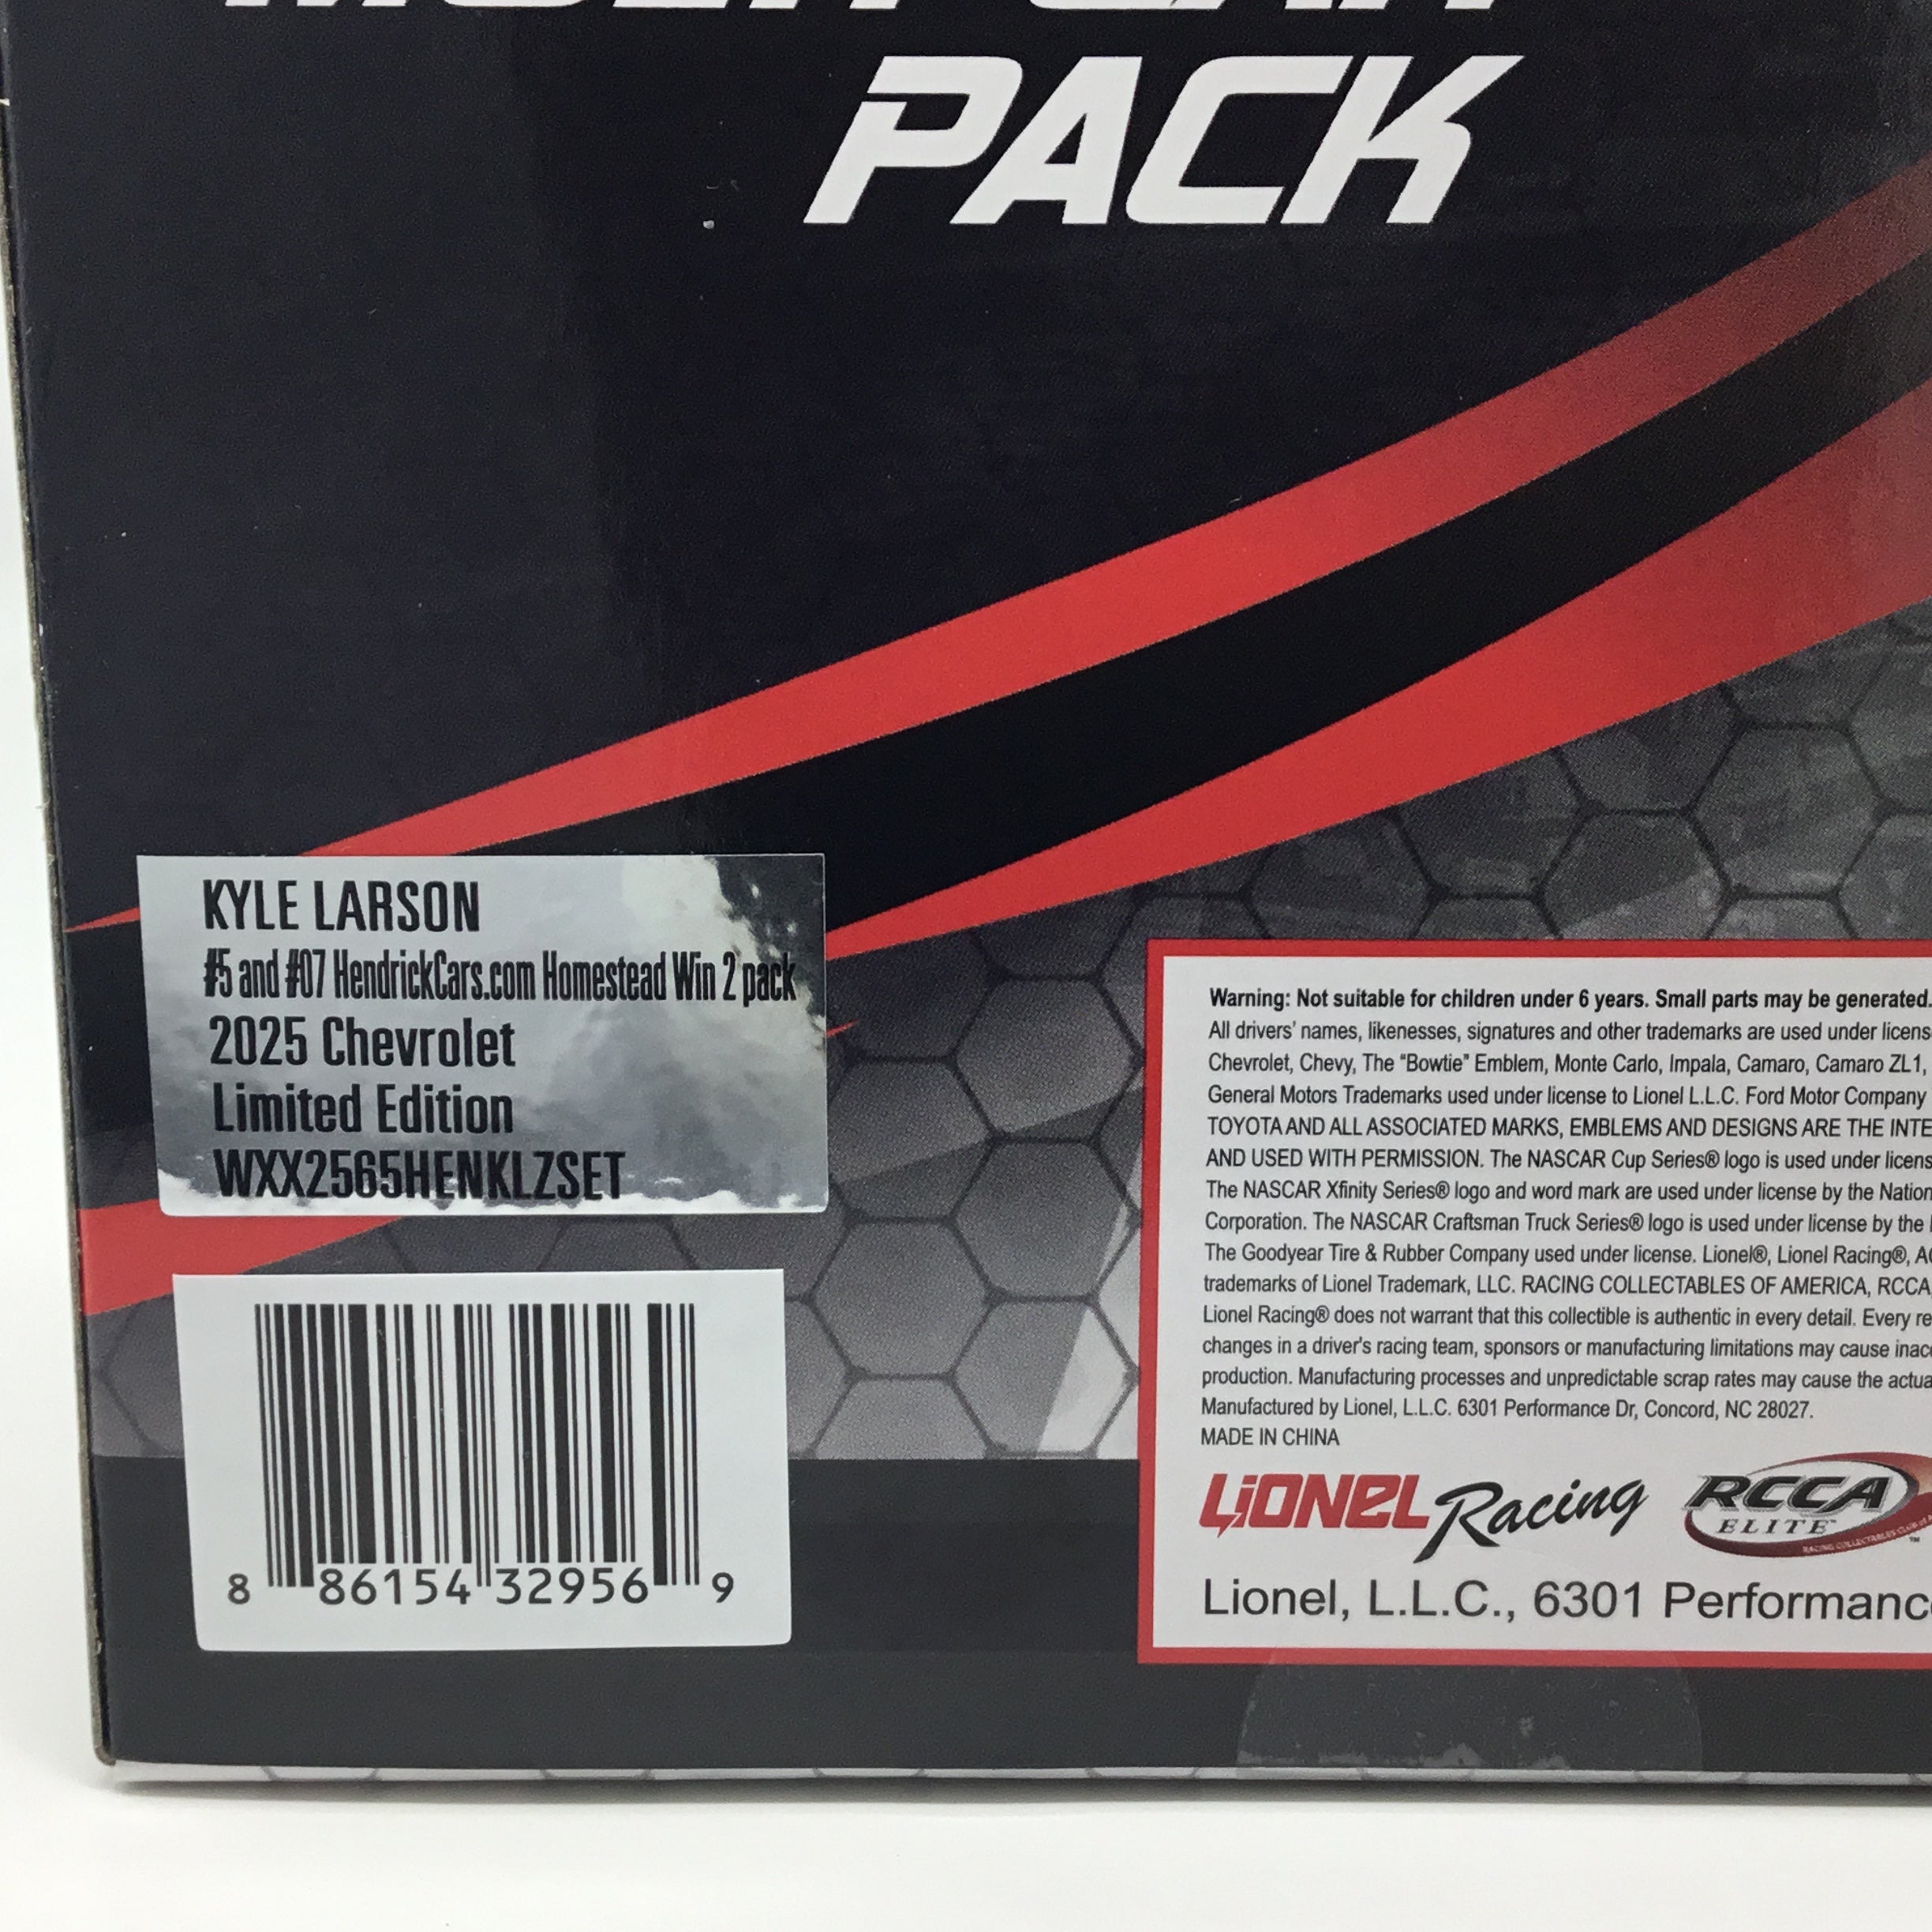 PACK
KYLE LARSON
#5 and #07 HendrickCars.com Homestead Win 2 pack
2025 Chevrolet
Limited Edition
WXX2565HENKLZSET
8 86154 32956 9
Warning: Not suitable for children under 6 years. Small parts may be generated.
All drivers' names, likenesses, signatures and other trademarks are used under licens
Chevrolet, Chevy, The "Bowtie" Emblem, Monte Carlo, Impala, Camaro, Camaro ZL1,
General Motors Trademarks used under license to Lionel L.L.C. Ford Motor Company
TOYOTA AND ALL ASSOCIATED MARKS, EMBLEMS AND DESIGNS ARE THE INTE
AND USED WITH PERMISSION. The NASCAR Cup Series® logo is used under licens
The NASCAR Xfinity Series® logo and word mark are used under license by the Nation
Corporation. The NASCAR Craftsman Truck Series® logo is used under license by the
The Goodyear Tire & Rubber Company used under license. Lionel®, Lionel Racing®, A
trademarks of Lionel Trademark, LLC. RACING COLLECTABLES OF AMERICA, RCCA,
Lionel Racing® does not warrant that this collectible is authentic in every detail. Every re
changes in a driver's racing team, sponsors or manufacturing limitations may cause inac
production. Manufacturing processes and unpredictable scrap rates may cause the actua
Manufactured by Lionel, L.L.C. 6301 Performance Dr, Concord, NC 28027.
MADE IN CHINA
LIONEL Racing RCCA
ELITE™
RACING COLLECTABLES CLUB of
Lionel, L.L.C., 6301 Performanc